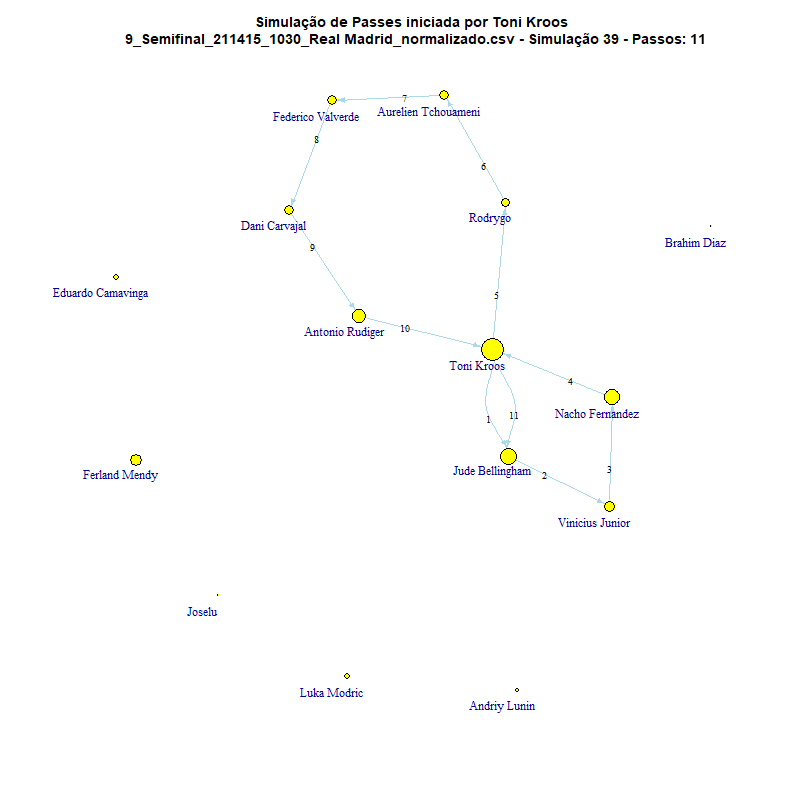 Simulação de Passes iniciada por Toni Kroos
9_Semifinal_211415_1030_Real Madrid_normalizado.csv - Simulação 39 - Passos: 11
7
Federico Valverde
Aurelien Tchouameni
8
6
Dani Carvajal
Rodrygo
9
Brahim Diaz
Eduardo Camavinga
5
Antonio Rudiger
10
Toni Kroos
4
Nacho Fernandez
1
11
Jude Bellingham
2
3
Ferland Mendy
Vinicius Junior
Joselu
Luka Modric
Andriy Lunin